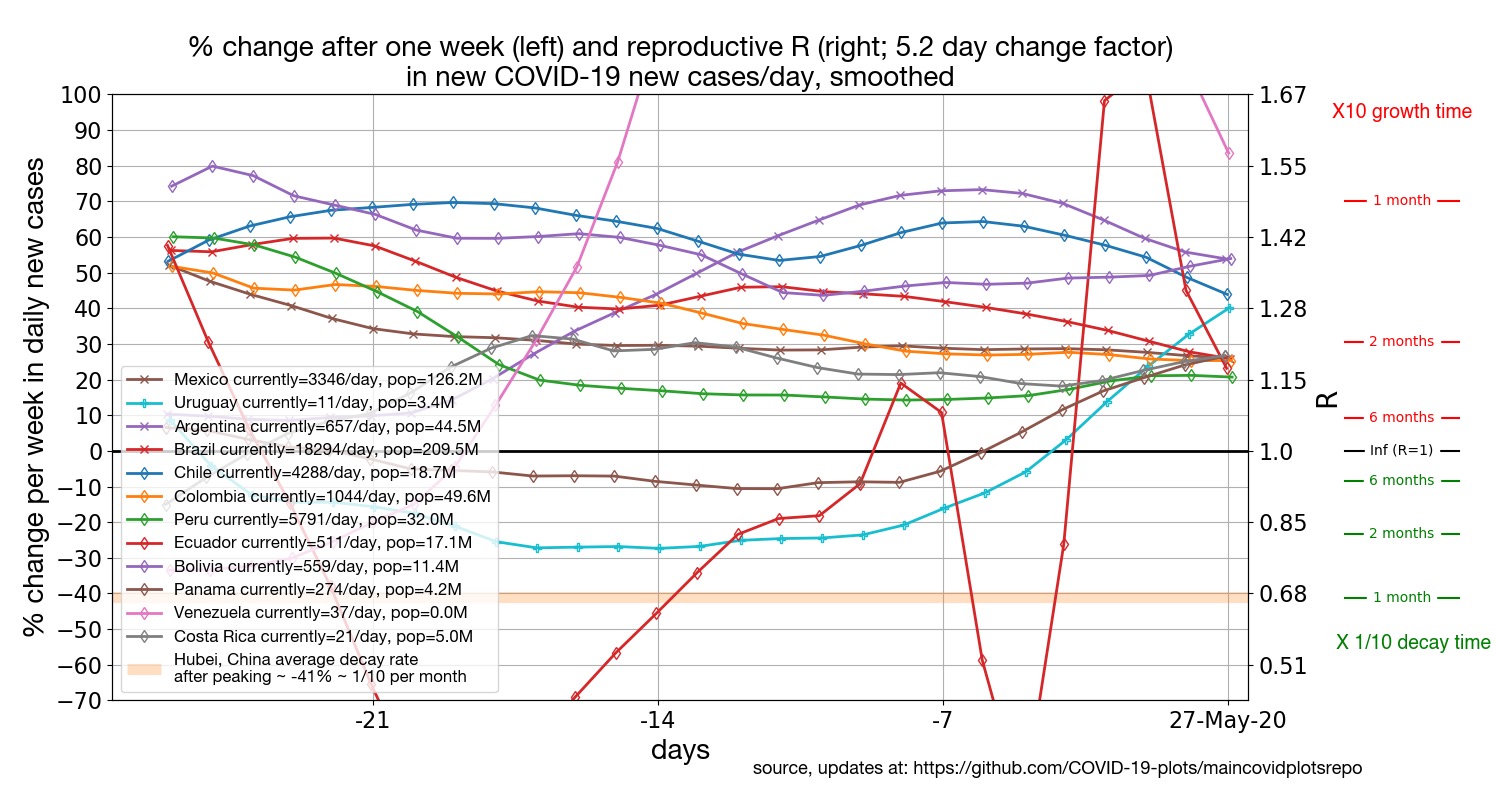 % change after one week (left) and reproductive R (right; 5.2 day change factor)
in new COVID-19 new cases/day, smoothed
100
90
80
70
60
50
40
30
20
10
0
−10
−20
−30
−40
−50
−60
−70
% change per week in daily new cases
Mexico currently=3346/day, pop=126.2M
Uruguay currently=11/day, pop=3.4M
Argentina currently=657/day, pop=44.5M
Brazil currently=18294/day, pop=209.5M
Chile currently=4288/day, pop=18.7M
Colombia currently=1044/day, pop=49.6M
Peru currently=5791/day, pop=32.0M
Ecuador currently=511/day, pop=17.1M
Bolivia currently=559/day, pop=11.4M
Panama currently=274/day, pop=4.2M
Venezuela currently=37/day, pop=0.0M
Costa Rica currently=21/day, pop=5.0M
Hubei, China average decay rate
after peaking ~ -41% ~ 1/10 per month
-21
-14
-7
27-May-20
days
1.67
1.55
1.42
1.28
1.15
1.0
0.85
0.68
0.51
R
X10 growth time
1 month
2 months
6 months
Inf (R=1)
6 months
2 months
1 month
X 1/10 decay time
source, updates at: https://github.com/COVID-19-plots/maincovidplotsrepo